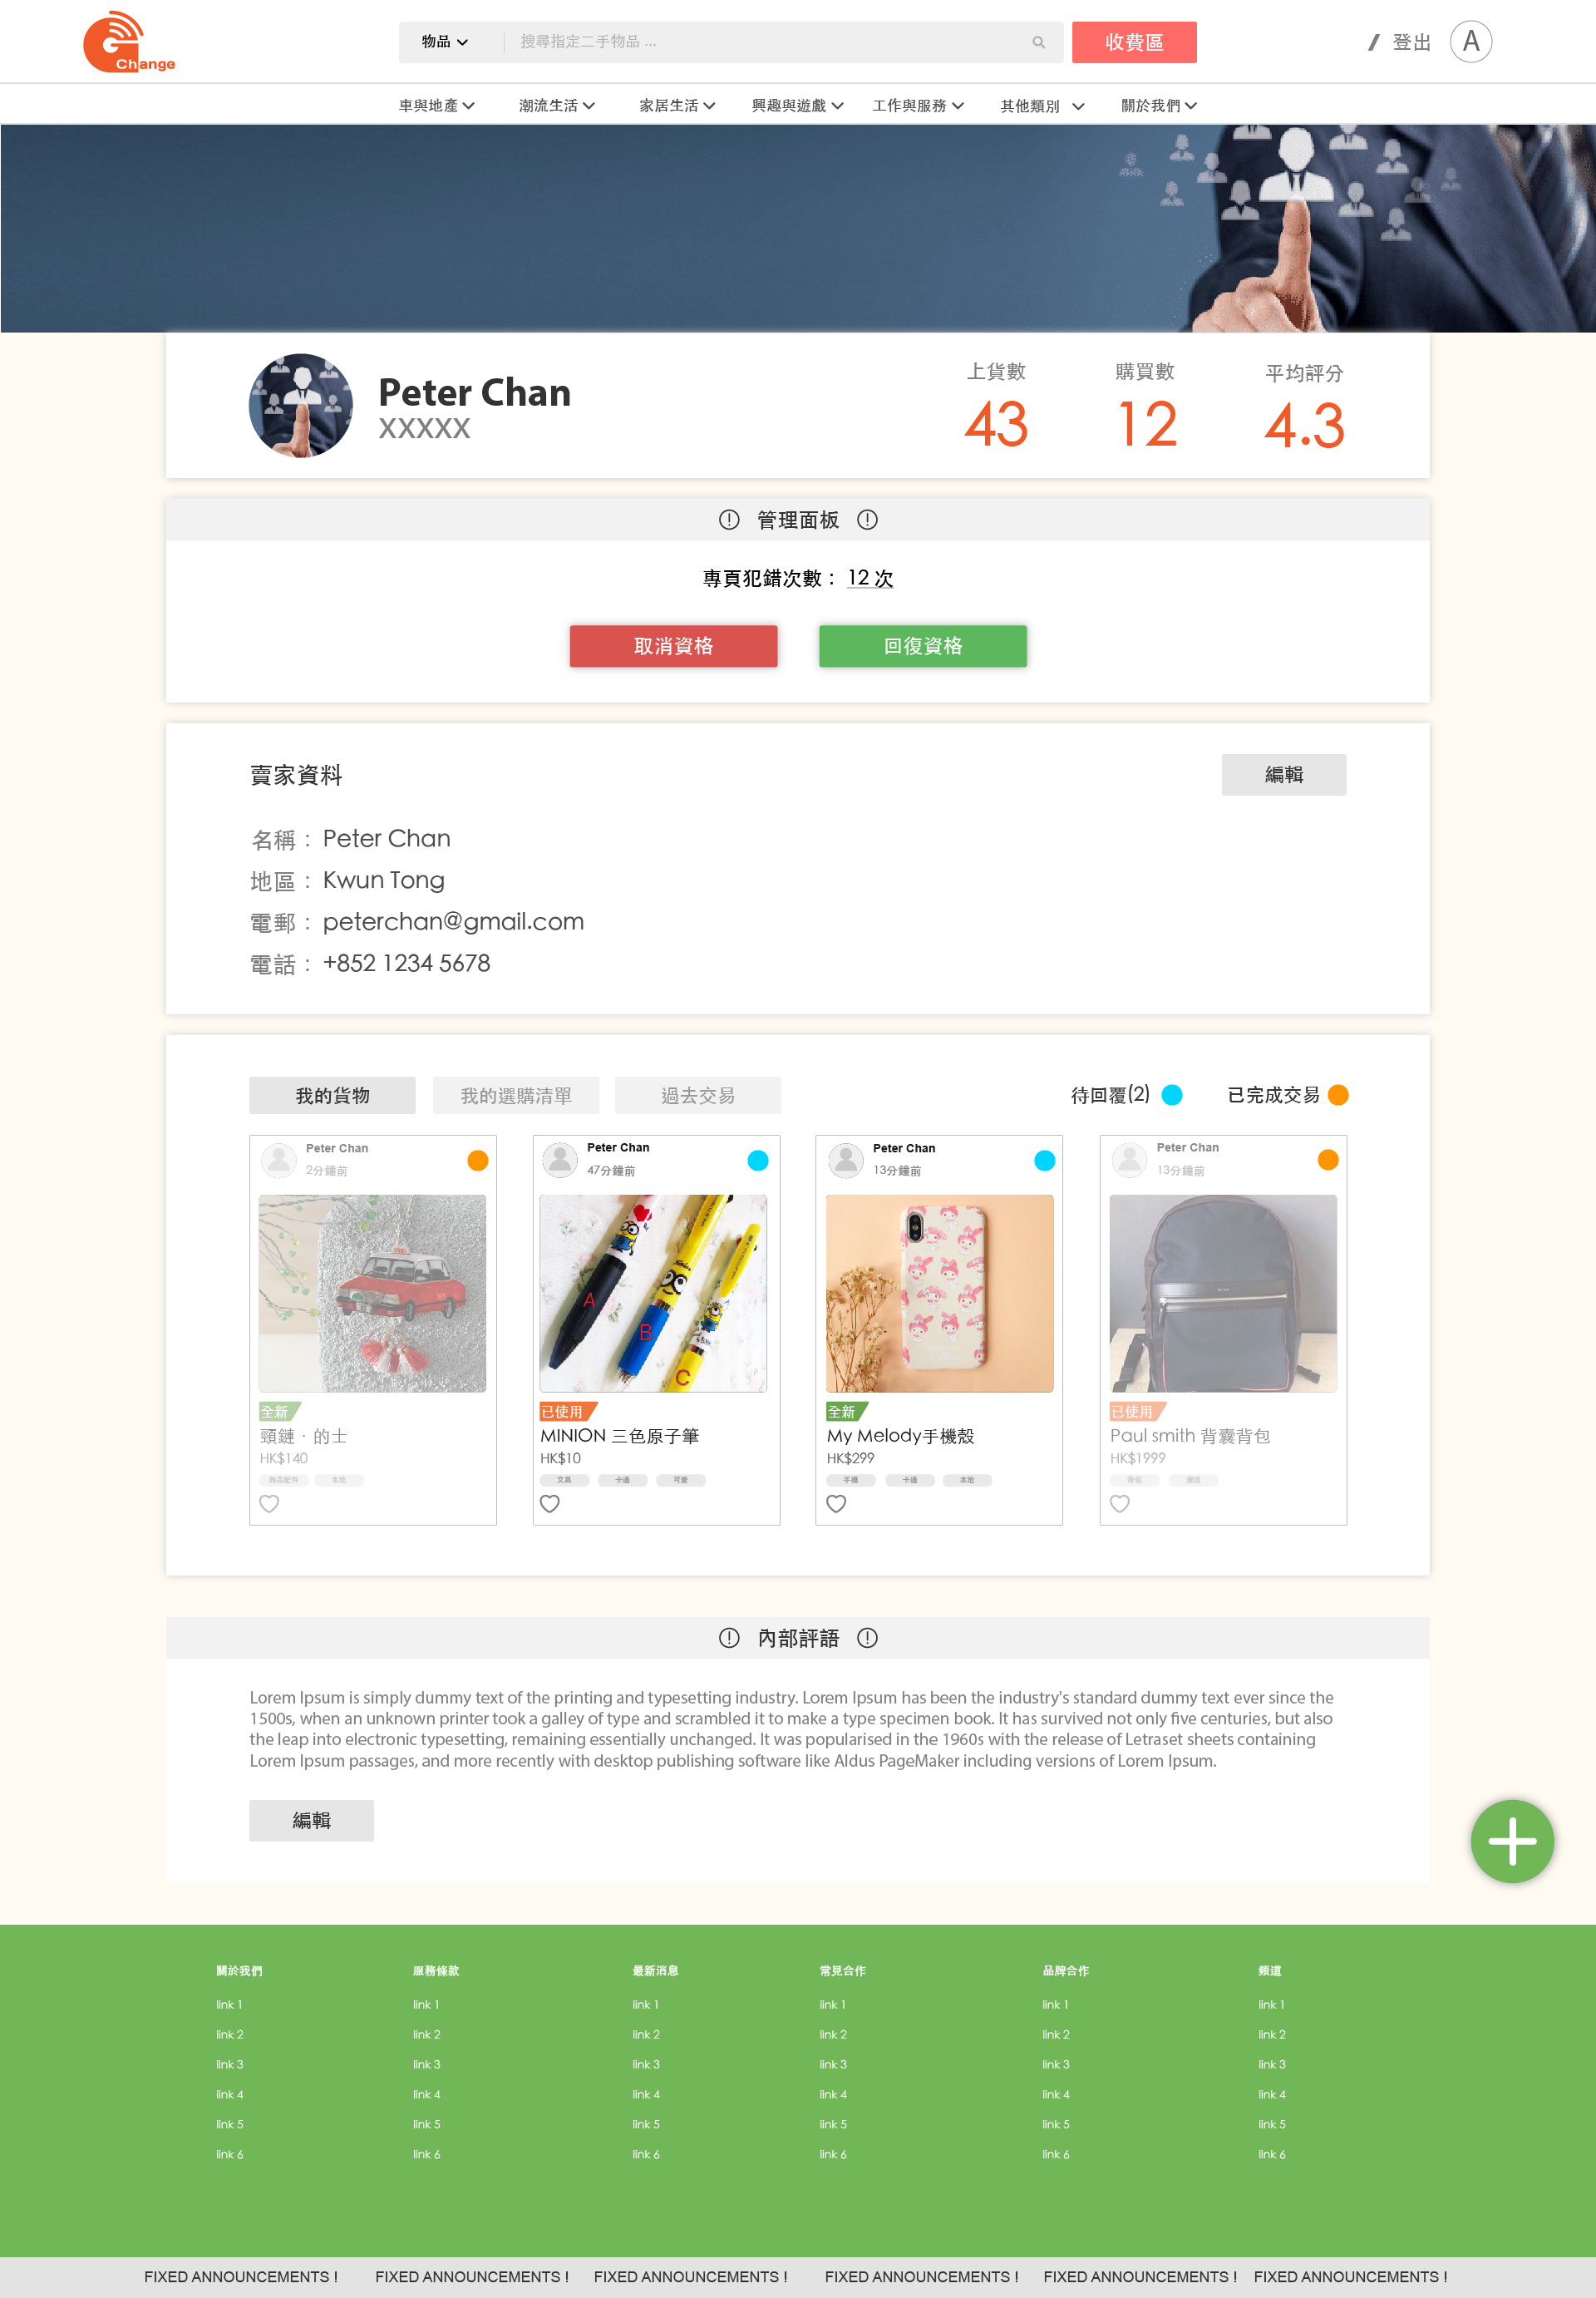 Change
物品
搜尋指定二手物品 ...
收費區
/ 登出
A
車與地產
潮流生活
家居生活
興趣與遊戲
工作與服務
其他類別
關於我們
Peter Chan
XXXXX
上貨數
43
購買數
12
平均評分
4.3
管理面板
專頁犯錯次數： 12 次
取消資格
回復資格
賣家資料
編輯
名稱： Peter Chan
地區： Kwun Tong
電郵： peterchan@gmail.com
電話： +852 1234 5678
我的貨物
我的選購清單
過去交易
待回覆(2)
已完成交易
Peter Chan
2分鐘前
全新
頸鏈 · 的士
HK$140
飾品配件
本地
Peter Chan
47分鐘前
A
B
C
已使用
MINION 三色原子筆
HK$10
文具
卡通
可愛
Peter Chan
13分鐘前
全新
My Melody手機殼
HK$299
手機
卡通
本地
Peter Chan
13分鐘前
已使用
Paul smith 背囊背包
HK$1999
背包
潮流
內部評語
Lorem Ipsum is simply dummy text of the printing and typesetting industry. Lorem Ipsum has been the industry's standard dummy text ever since the
1500s, when an unknown printer took a galley of type and scrambled it to make a type specimen book. It has survived not only five centuries, but also
the leap into electronic typesetting, remaining essentially unchanged. It was popularised in the 1960s with the release of Letraset sheets containing
Lorem Ipsum passages, and more recently with desktop publishing software like Aldus PageMaker including versions of Lorem Ipsum.
編輯
關於我們
link 1
link 2
link 3
link 4
link 5
link 6
服務條款
link 1
link 2
link 3
link 4
link 5
link 6
最新消息
link 1
link 2
link 3
link 4
link 5
link 6
常見合作
link 1
link 2
link 3
link 4
link 5
link 6
品牌合作
link 1
link 2
link 3
link 4
link 5
link 6
頻道
link 1
link 2
link 3
link 4
link 5
link 6
FIXED ANNOUNCEMENTS ! FIXED ANNOUNCEMENTS ! FIXED ANNOUNCEMENTS ! FIXED ANNOUNCEMENTS ! FIXED ANNOUNCEMENTS ! FIXED ANNOUNCEMENTS !